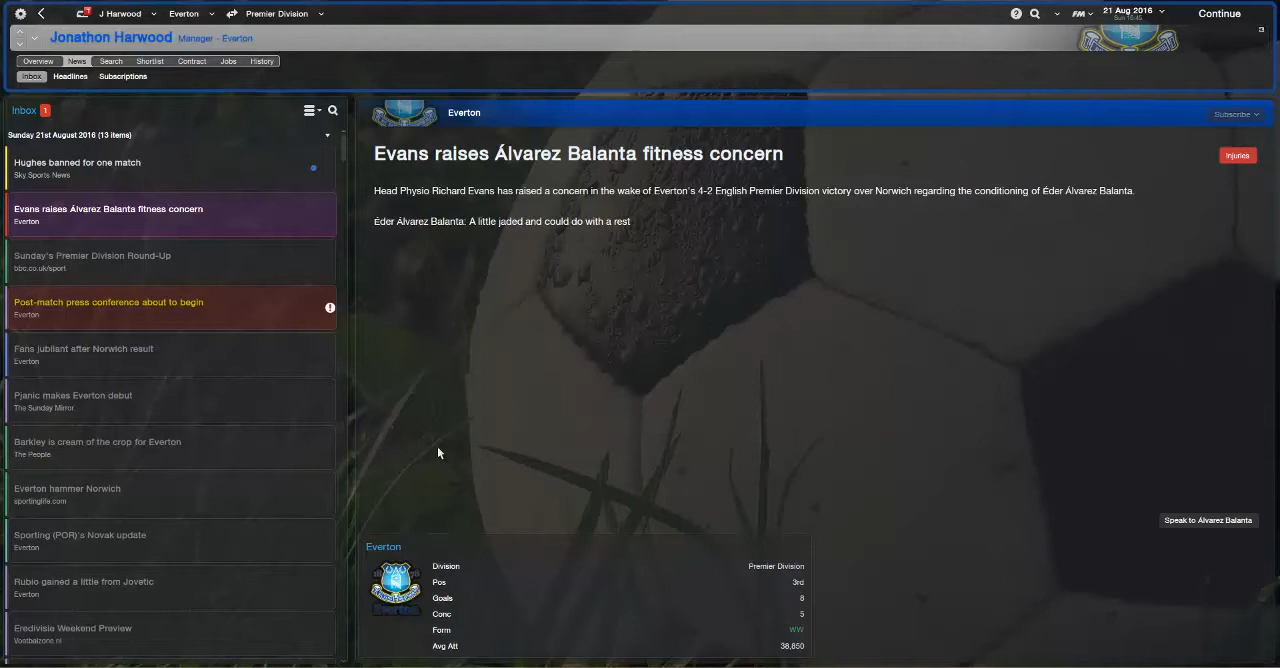 J Harwood
Everton
Premier Division
FM
21 Aug 2016
Continue
Jonathon Harwood Manager - Everton
Overview News Search Shortlist Contract Jobs History
Inbox Headlines Subscriptions
Inbox 1
Sunday 21st August 2016 (13 items)
Hughes banned for one match
Sky Sports News
Evans raises Álvarez Balanta fitness concern
Everton
Sunday's Premier Division Round-Up
bbc.co.uk/sport
Post-match press conference about to begin
Everton
Fans jubilant after Norwich result
Everton
Pjanic makes Everton debut
The Sunday Mirror
Barkley is cream of the crop for Everton
The People
Everton hammer Norwich
sportinglife.com
Sporting (POR)'s Novak update
Everton
Rubio gained a little from Jovetic
Everton
Eredivisie Weekend Preview
Voetbalzone.nl
Everton
Subscribe
Evans raises Álvarez Balanta fitness concern
Injuries
Head Physio Richard Evans has raised a concern in the wake of Everton's 4-2 English Premier Division victory over Norwich regarding the conditioning of Éder Álvarez Balanta.
Éder Álvarez Balanta: A little jaded and could do with a rest
Speak to Álvarez Balanta
Everton
Division Premier Division
Pos 3rd
Goals 8
Conc 5
Form WW
Avg Att 38,850